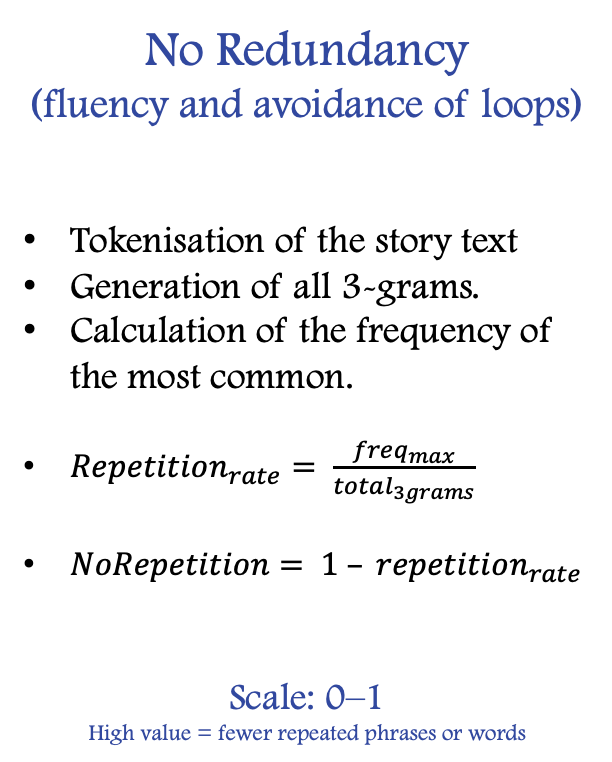 No Redundancy
(fluency and avoidance of loops)
• Tokenisation of the story text
• Generation of all 3-grams.
• Calculation of the frequency of
the most common.
• Repetition_rate = freq_max / total_3grams
• NoRepetition = 1 – repetition_rate
Scale: 0–1
High value = fewer repeated phrases or words